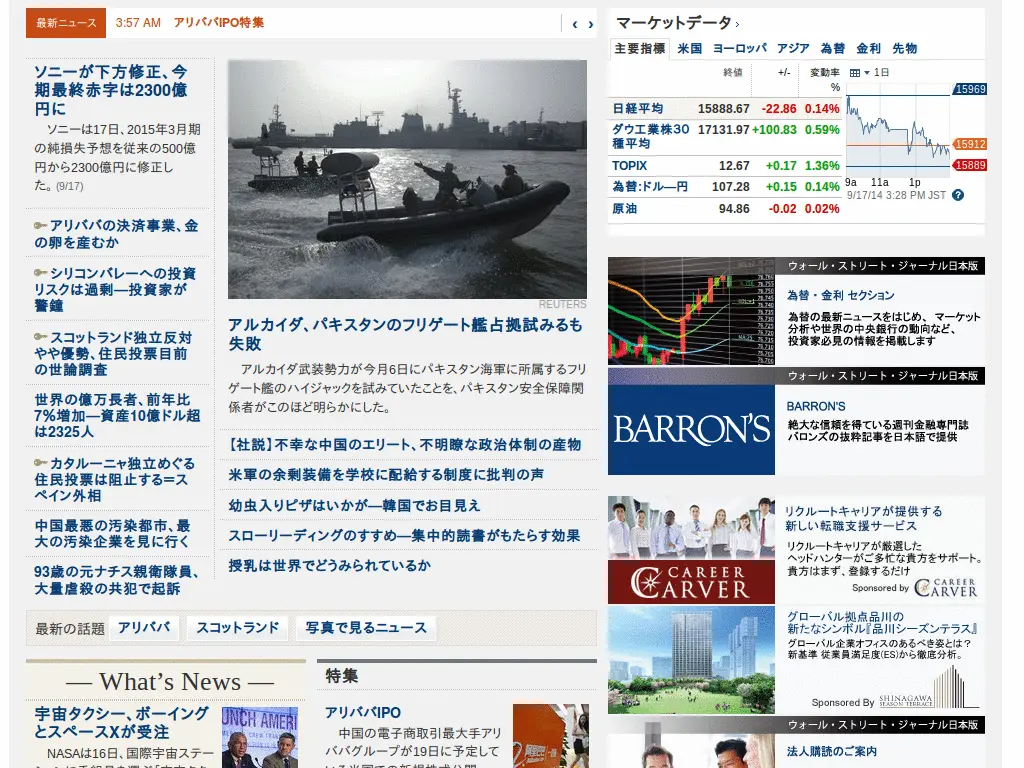 最新ニュース 3:57 AM アリババIPO特集 ‹ ›
ソニーが下方修正、今
期最終赤字は2300億
円に
ソニーは17日、2015年3月期
の純損失予想を従来の500億
円から2300億円に修正し
た。 (9/17)
アリババの決済事業、金
の卵を産むか
シリコンバレーへの投資
リスクは過剰―投資家が
警鐘
スコットランド独立反対
やや優勢、住民投票目前
の世論調査
世界の億万長者、前年比
7%増加―資産10億ドル超
は2325人
カタルーニャ独立めぐる
住民投票は阻止する=ス
ペイン外相
中国最悪の汚染都市、最
大の汚染企業を見に行く
93歳の元ナチス親衛隊員、
大量虐殺の共犯で起訴
REUTERS
アルカイダ、パキスタンのフリゲート艦占拠試みるも
失敗
アルカイダ武装勢力が今月6日にパキスタン海軍に所属するフリ
ゲート艦のハイジャックを試みていたことを、パキスタン安全保障関
係者がこのほど明らかにした。
【社説】不幸な中国のエリート、不明瞭な政治体制の産物
米軍の余剰装備を学校に配給する制度に批判の声
幼虫入りピザはいかが―韓国でお目見え
スローリーディングのすすめ―集中的読書がもたらす効果
授乳は世界でどうみられているか
最新の話題 アリババ スコットランド 写真で見るニュース
— What's News —
宇宙タクシー、ボーイング
とスペースXが受注
NASAは16日、国際宇宙ステー
UNCH AMERI
特集
アリババIPO
中国の電子商取引最大手アリ
ババグループが19日に予定して
マーケットデータ ›
主要指標 米国 ヨーロッパ アジア 為替 金利 先物
終値 +/- 変動率
%
1日
日経平均 15888.67 -22.86 0.14%
ダウ工業株30
種平均 17131.97 +100.83 0.59%
TOPIX 12.67 +0.17 1.36%
為替:ドル―円 107.28 +0.15 0.14%
原油 94.86 -0.02 0.02%
15969
15912
15889
9a 11a 1p
9/17/14 3:28 PM JST ?
ウォール・ストリート・ジャーナル日本版
為替・金利 セクション
為替の最新ニュースをはじめ、マーケット
分析や世界の中央銀行の動向など、
投資家必見の情報を掲載します
ウォール・ストリート・ジャーナル日本版
BARRON'S
BARRON'S
絶大な信頼を得ている週刊金融専門誌
バロンズの抜粋記事を日本語で提供
リクルートキャリアが提供する
新しい転職支援サービス
リクルートキャリアが厳選した
ヘッドハンターがご多忙な貴方をサポート。
貴方はまず、登録するだけ
Sponsored by CAREER CARVER
CAREER
CARVER
グローバル拠点品川の
新たなシンボル『品川シーズンテラス』
グローバル企業オフィスのあるべき姿とは?
新基準 従業員満足度(ES)から徹底分析。
Sponsored By SHINAGAWA
SEASON TERRACE
ウォール・ストリート・ジャーナル日本版
法人購読のご案内